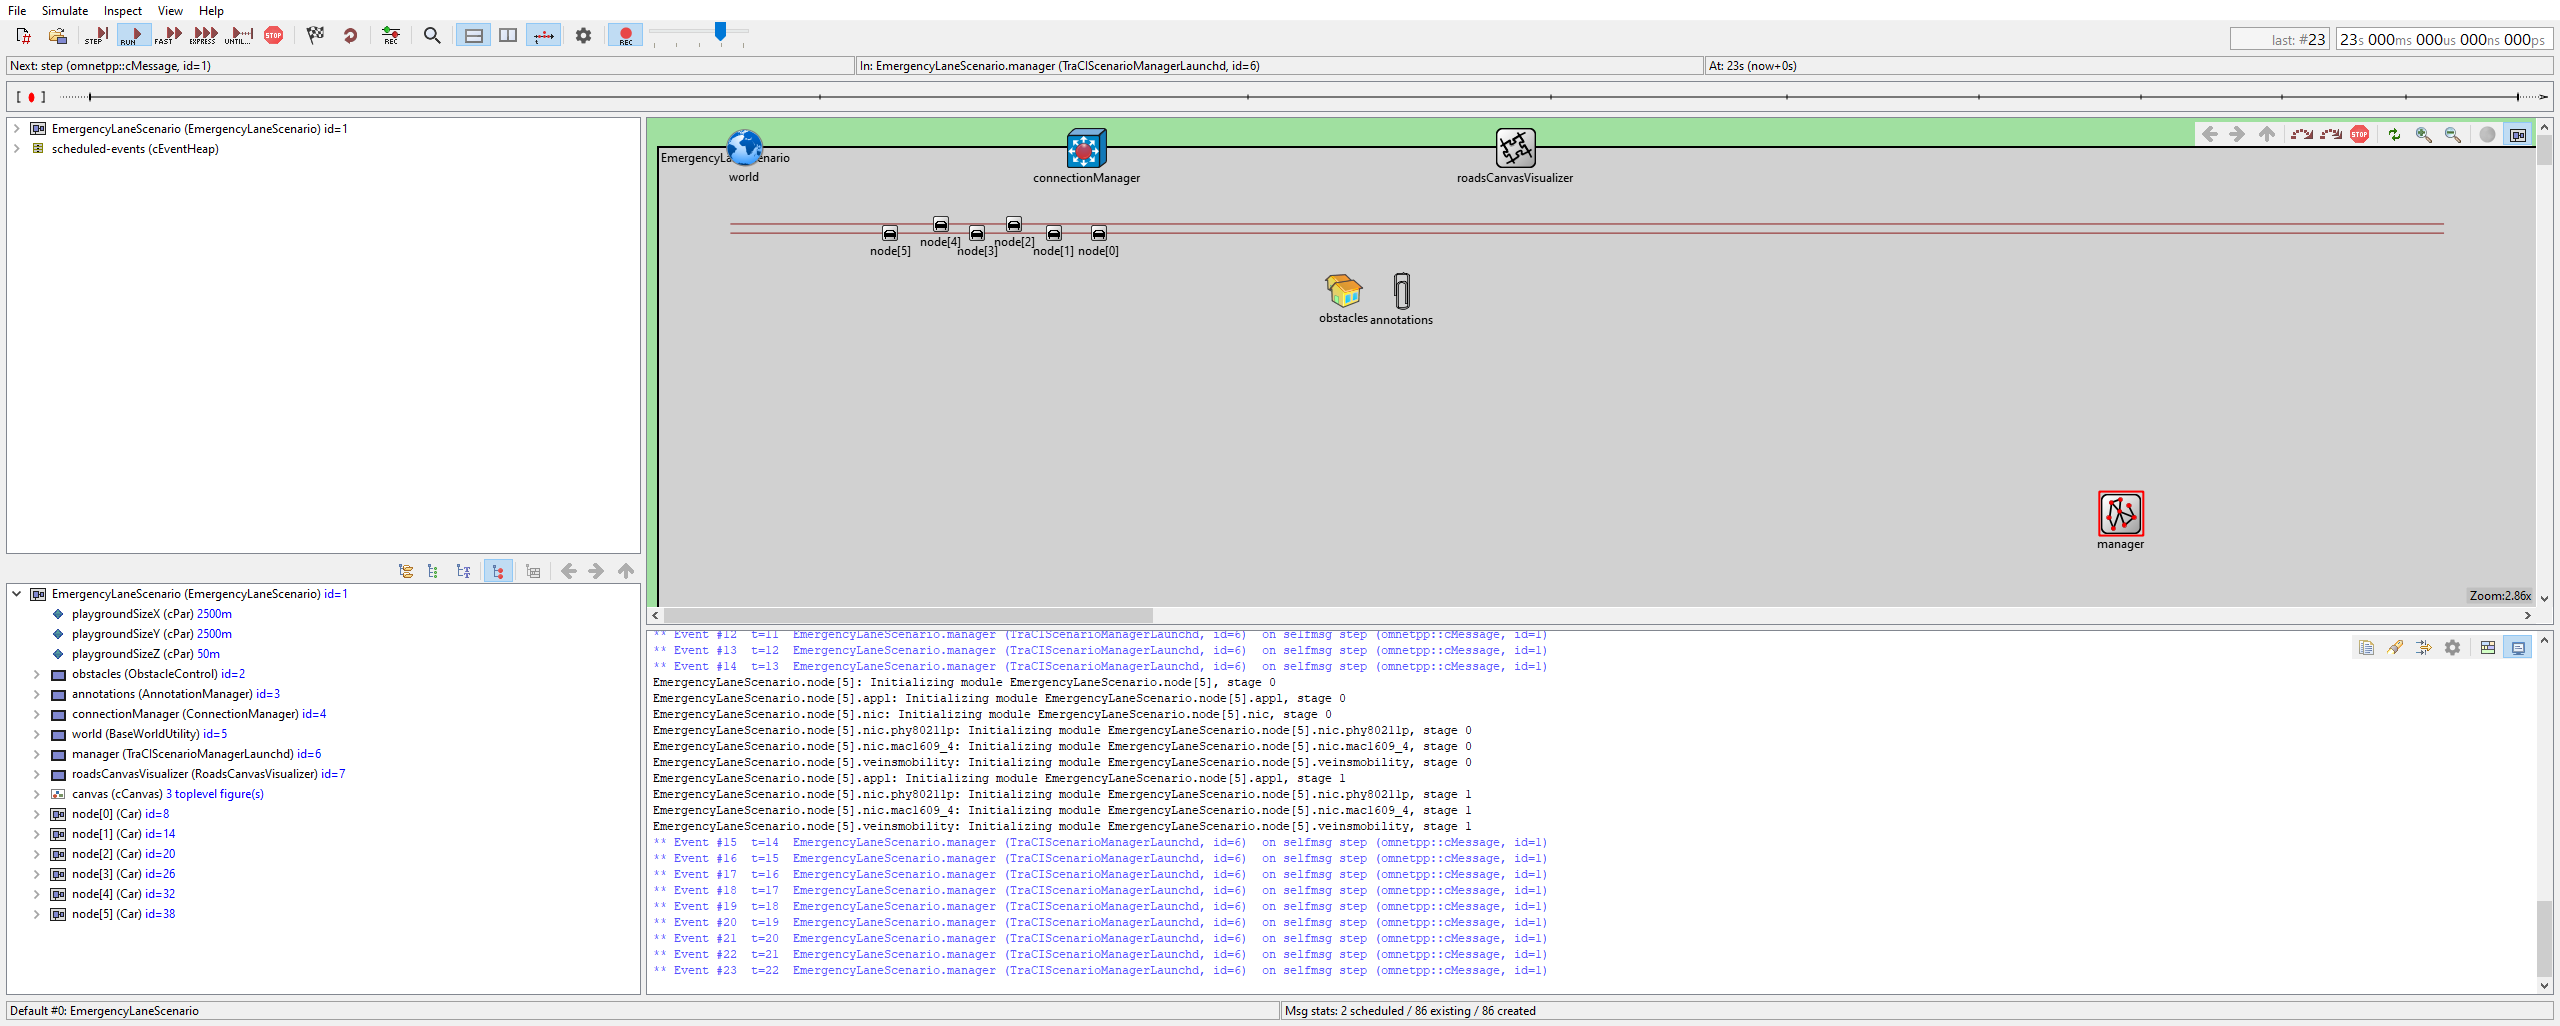 File Simulate Inspect View Help
STEP RUN FAST EXPRESS UNTIL... STOP REC REC
last: #23 23s 000ms 000us 000ns 000ps
Next: step (omnetpp::cMessage, id=1) In: EmergencyLaneScenario.manager (TraCIScenarioManagerLaunchd, id=6) At: 23s (now+0s)
EmergencyLaneScenario (EmergencyLaneScenario) id=1
scheduled-events (cEventHeap)
STOP
world
connectionManager
roadsCanvasVisualizer
node[5]
node[4]
node[3]
node[2]
node[1]
node[0]
obstacles
annotations
manager
Zoom:2.86x
EmergencyLaneScenario (EmergencyLaneScenario) id=1
playgroundSizeX (cPar) 2500m
playgroundSizeY (cPar) 2500m
playgroundSizeZ (cPar) 50m
obstacles (ObstacleControl) id=2
annotations (AnnotationManager) id=3
connectionManager (ConnectionManager) id=4
world (BaseWorldUtility) id=5
manager (TraCIScenarioManagerLaunchd) id=6
roadsCanvasVisualizer (RoadsCanvasVisualizer) id=7
canvas (cCanvas) 3 toplevel figure(s)
node[0] (Car) id=8
node[1] (Car) id=14
node[2] (Car) id=20
node[3] (Car) id=26
node[4] (Car) id=32
node[5] (Car) id=38
** Event #12 t=11 EmergencyLaneScenario.manager (TraCIScenarioManagerLaunchd, id=6) on selfmsg step (omnetpp::cMessage, id=1)
** Event #13 t=12 EmergencyLaneScenario.manager (TraCIScenarioManagerLaunchd, id=6) on selfmsg step (omnetpp::cMessage, id=1)
** Event #14 t=13 EmergencyLaneScenario.manager (TraCIScenarioManagerLaunchd, id=6) on selfmsg step (omnetpp::cMessage, id=1)
EmergencyLaneScenario.node[5]: Initializing module EmergencyLaneScenario.node[5], stage 0
EmergencyLaneScenario.node[5].appl: Initializing module EmergencyLaneScenario.node[5].appl, stage 0
EmergencyLaneScenario.node[5].nic: Initializing module EmergencyLaneScenario.node[5].nic, stage 0
EmergencyLaneScenario.node[5].nic.phy80211p: Initializing module EmergencyLaneScenario.node[5].nic.phy80211p, stage 0
EmergencyLaneScenario.node[5].nic.mac1609_4: Initializing module EmergencyLaneScenario.node[5].nic.mac1609_4, stage 0
EmergencyLaneScenario.node[5].veinsmobility: Initializing module EmergencyLaneScenario.node[5].veinsmobility, stage 0
EmergencyLaneScenario.node[5].appl: Initializing module EmergencyLaneScenario.node[5].appl, stage 1
EmergencyLaneScenario.node[5].nic.phy80211p: Initializing module EmergencyLaneScenario.node[5].nic.phy80211p, stage 1
EmergencyLaneScenario.node[5].nic.mac1609_4: Initializing module EmergencyLaneScenario.node[5].nic.mac1609_4, stage 1
EmergencyLaneScenario.node[5].veinsmobility: Initializing module EmergencyLaneScenario.node[5].veinsmobility, stage 1
** Event #15 t=14 EmergencyLaneScenario.manager (TraCIScenarioManagerLaunchd, id=6) on selfmsg step (omnetpp::cMessage, id=1)
** Event #16 t=15 EmergencyLaneScenario.manager (TraCIScenarioManagerLaunchd, id=6) on selfmsg step (omnetpp::cMessage, id=1)
** Event #17 t=16 EmergencyLaneScenario.manager (TraCIScenarioManagerLaunchd, id=6) on selfmsg step (omnetpp::cMessage, id=1)
** Event #18 t=17 EmergencyLaneScenario.manager (TraCIScenarioManagerLaunchd, id=6) on selfmsg step (omnetpp::cMessage, id=1)
** Event #19 t=18 EmergencyLaneScenario.manager (TraCIScenarioManagerLaunchd, id=6) on selfmsg step (omnetpp::cMessage, id=1)
** Event #20 t=19 EmergencyLaneScenario.manager (TraCIScenarioManagerLaunchd, id=6) on selfmsg step (omnetpp::cMessage, id=1)
** Event #21 t=20 EmergencyLaneScenario.manager (TraCIScenarioManagerLaunchd, id=6) on selfmsg step (omnetpp::cMessage, id=1)
** Event #22 t=21 EmergencyLaneScenario.manager (TraCIScenarioManagerLaunchd, id=6) on selfmsg step (omnetpp::cMessage, id=1)
** Event #23 t=22 EmergencyLaneScenario.manager (TraCIScenarioManagerLaunchd, id=6) on selfmsg step (omnetpp::cMessage, id=1)
Default #0: EmergencyLaneScenario Msg stats: 2 scheduled / 86 existing / 86 created